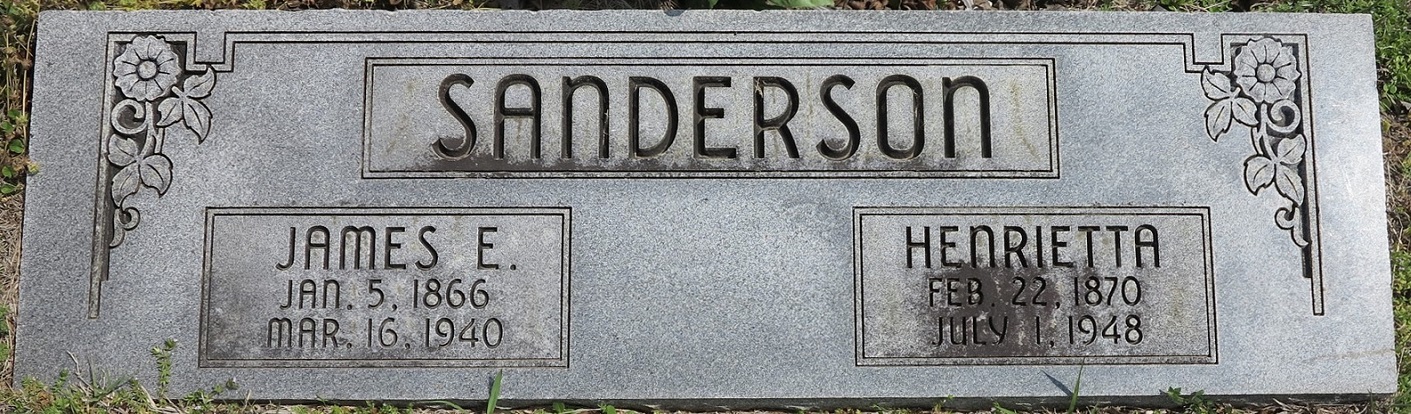 SANDERSON
JAMES E.
JAN. 5, 1866
MAR. 16, 1940
HENRIETTA
FEB. 22, 1870
JULY 1, 1948